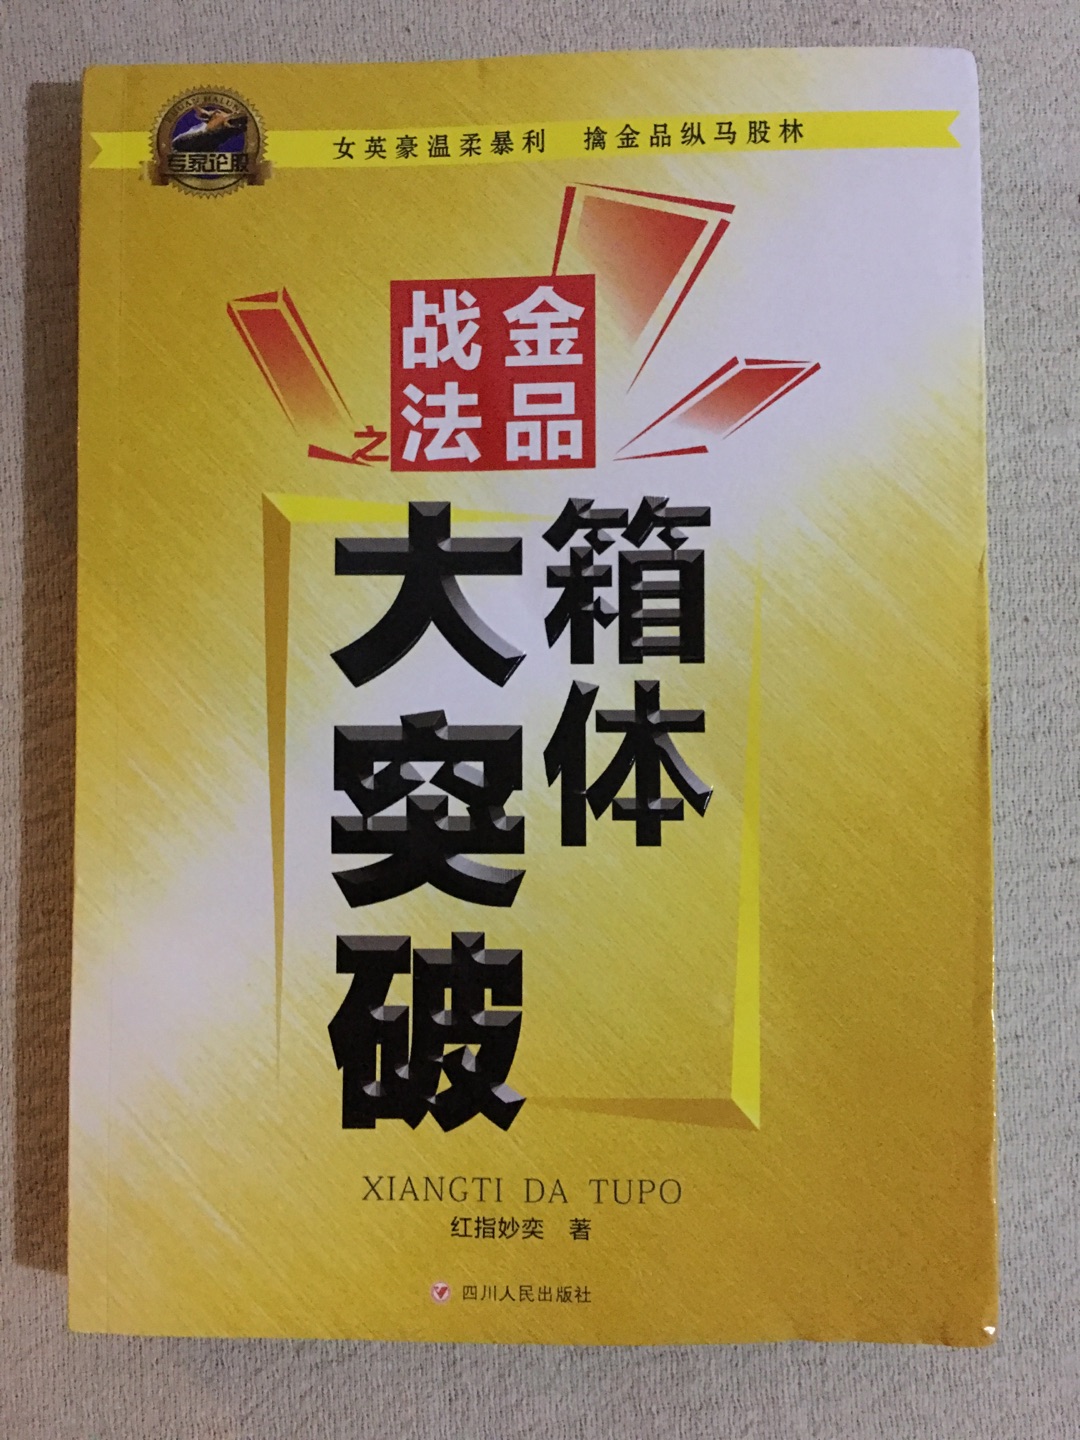 专家论股
女英豪温柔暴利 擒金品纵马股林
金品
战法
之
箱体
大突破
XIANGTI DA TUPO
红指妙奕 著
四川人民出版社